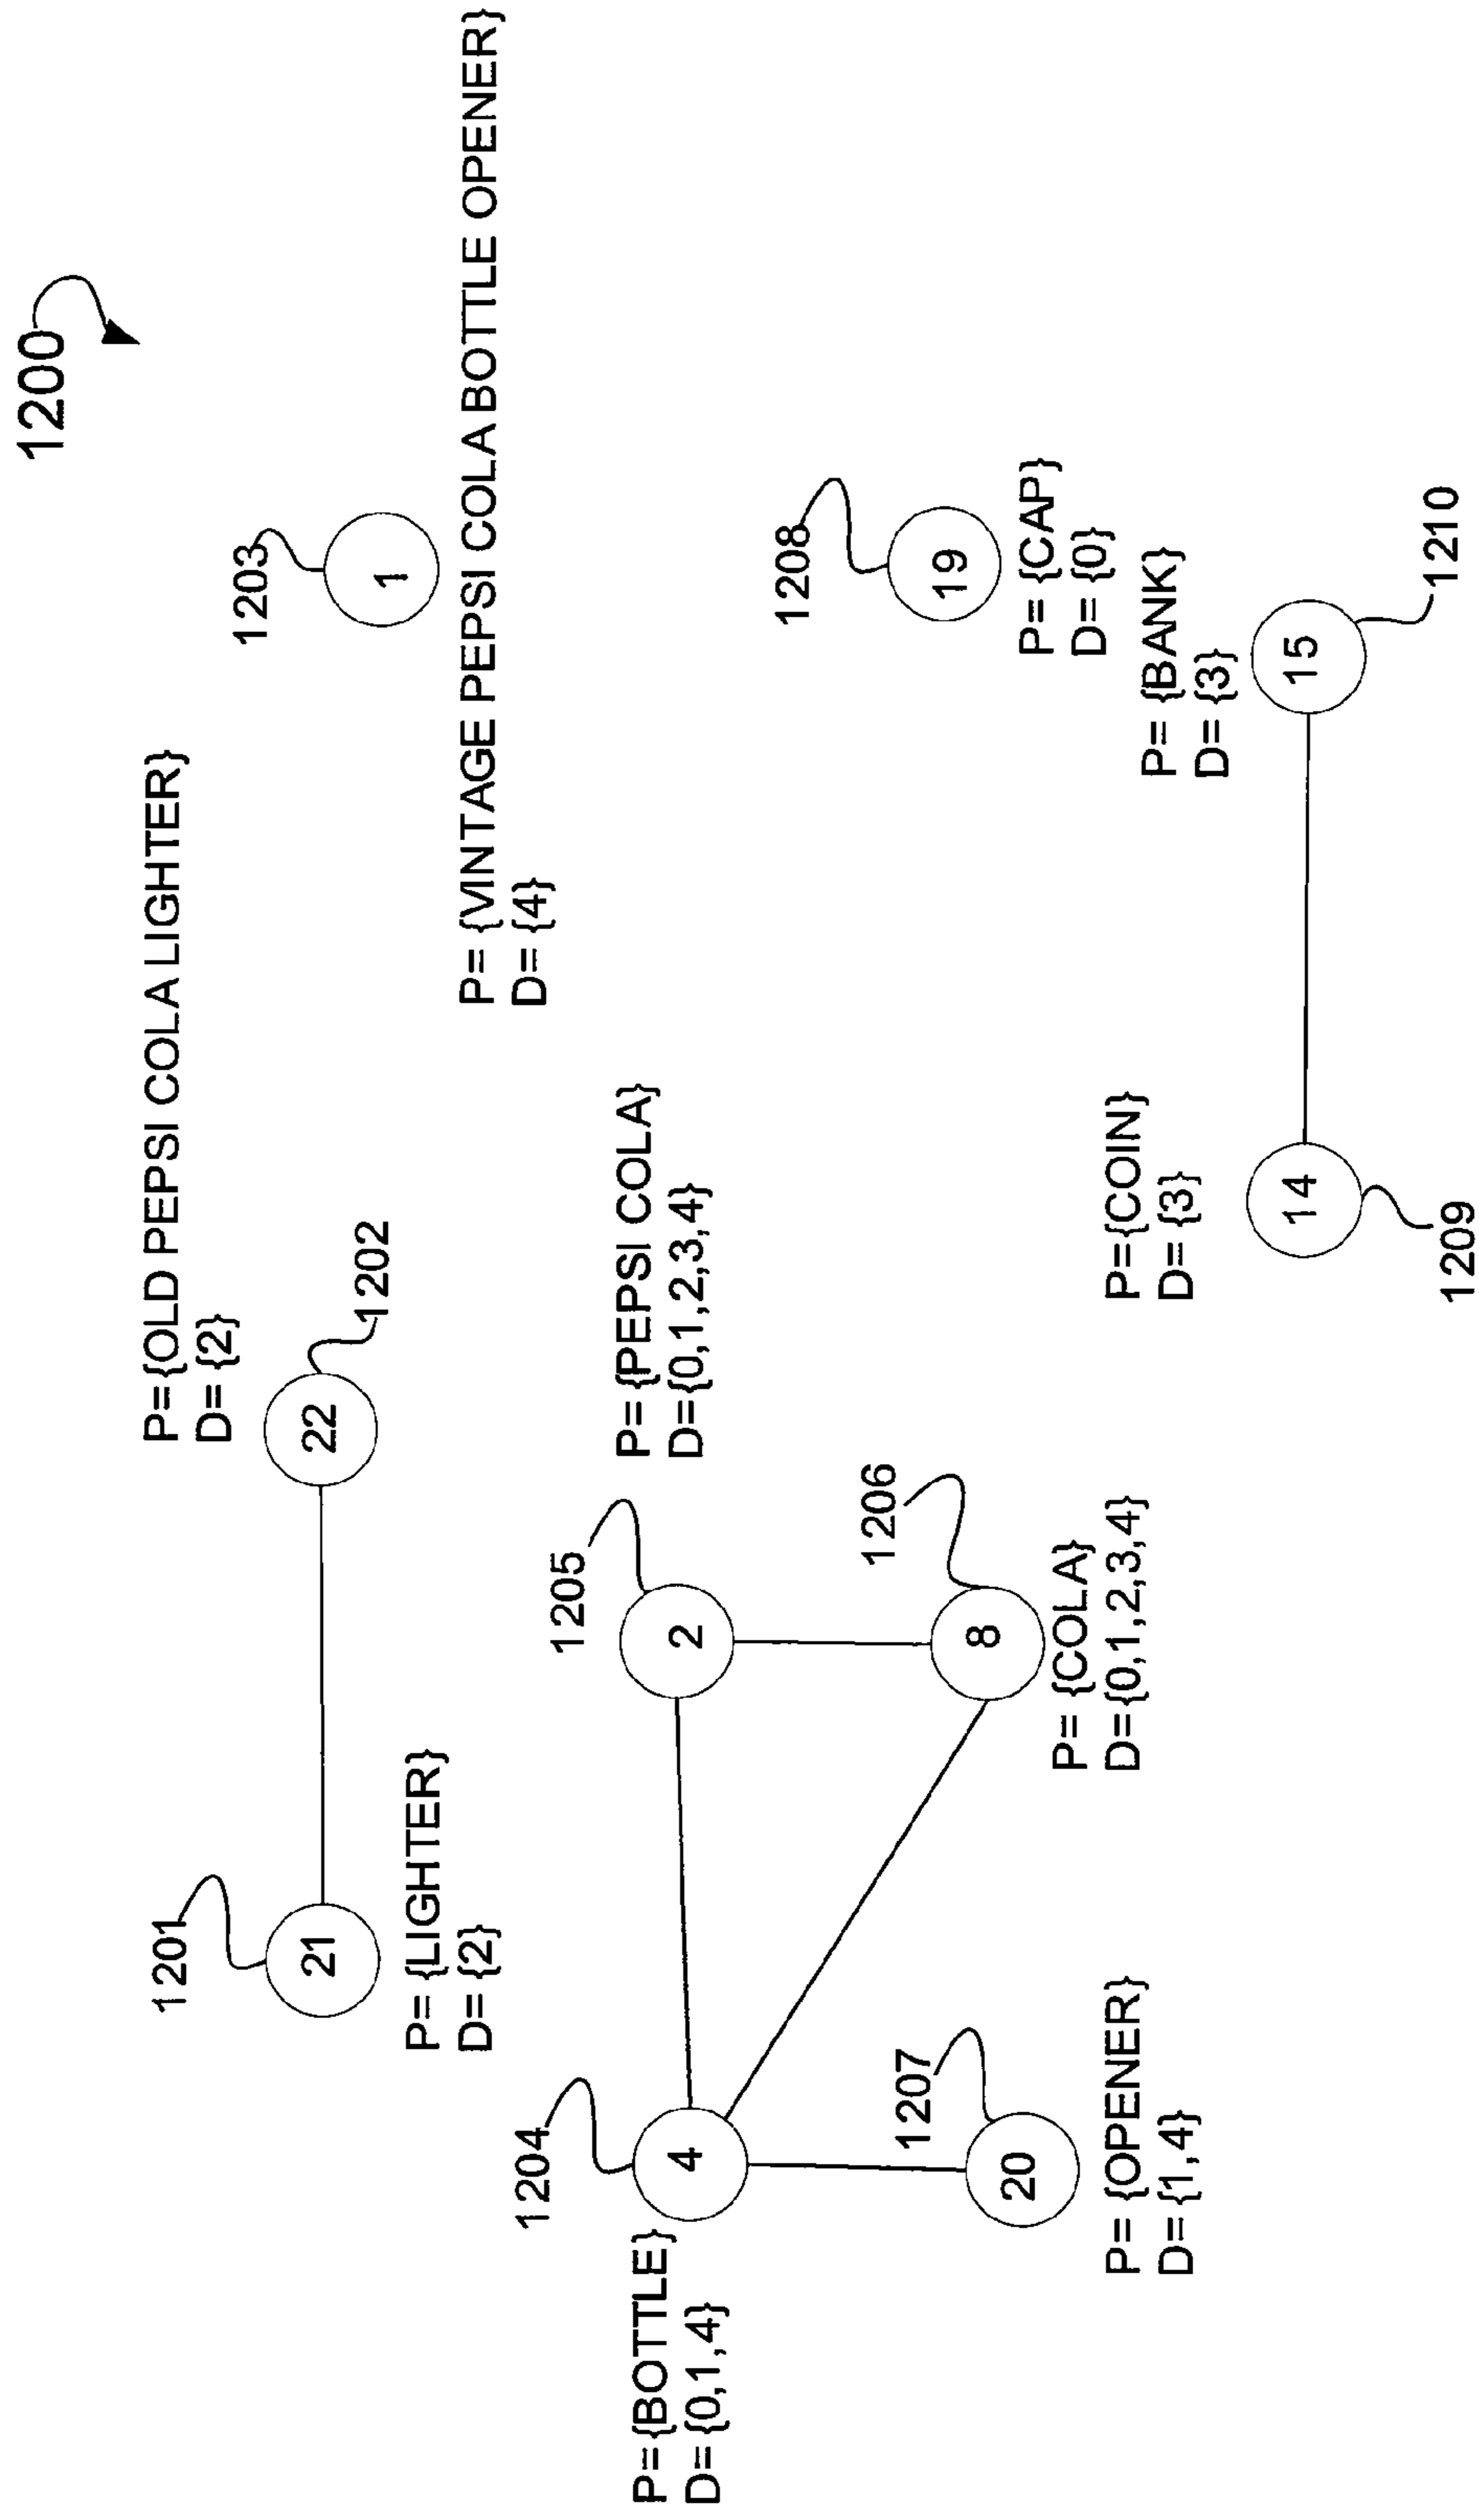 1200
P={OLD PEPSI COLA LIGHTER}
D={2}
1201
21
P={LIGHTER}
D={2}
22
1202
1203
1
P={VINTAGE PEPSI COLA BOTTLE OPENER}
D={4}
1204
4
P={BOTTLE}
D={0,1,4}
1205
2
P={PEPSI COLA}
D={0,1,2,3,4}
1206
8
P={COLA}
D={0,1,2,3,4}
1207
20
P={OPENER}
D={1,4}
1208
19
P={CAP}
D={0}
P={COIN}
D={3}
14
1209
P={BANK}
D={3}
15
1210